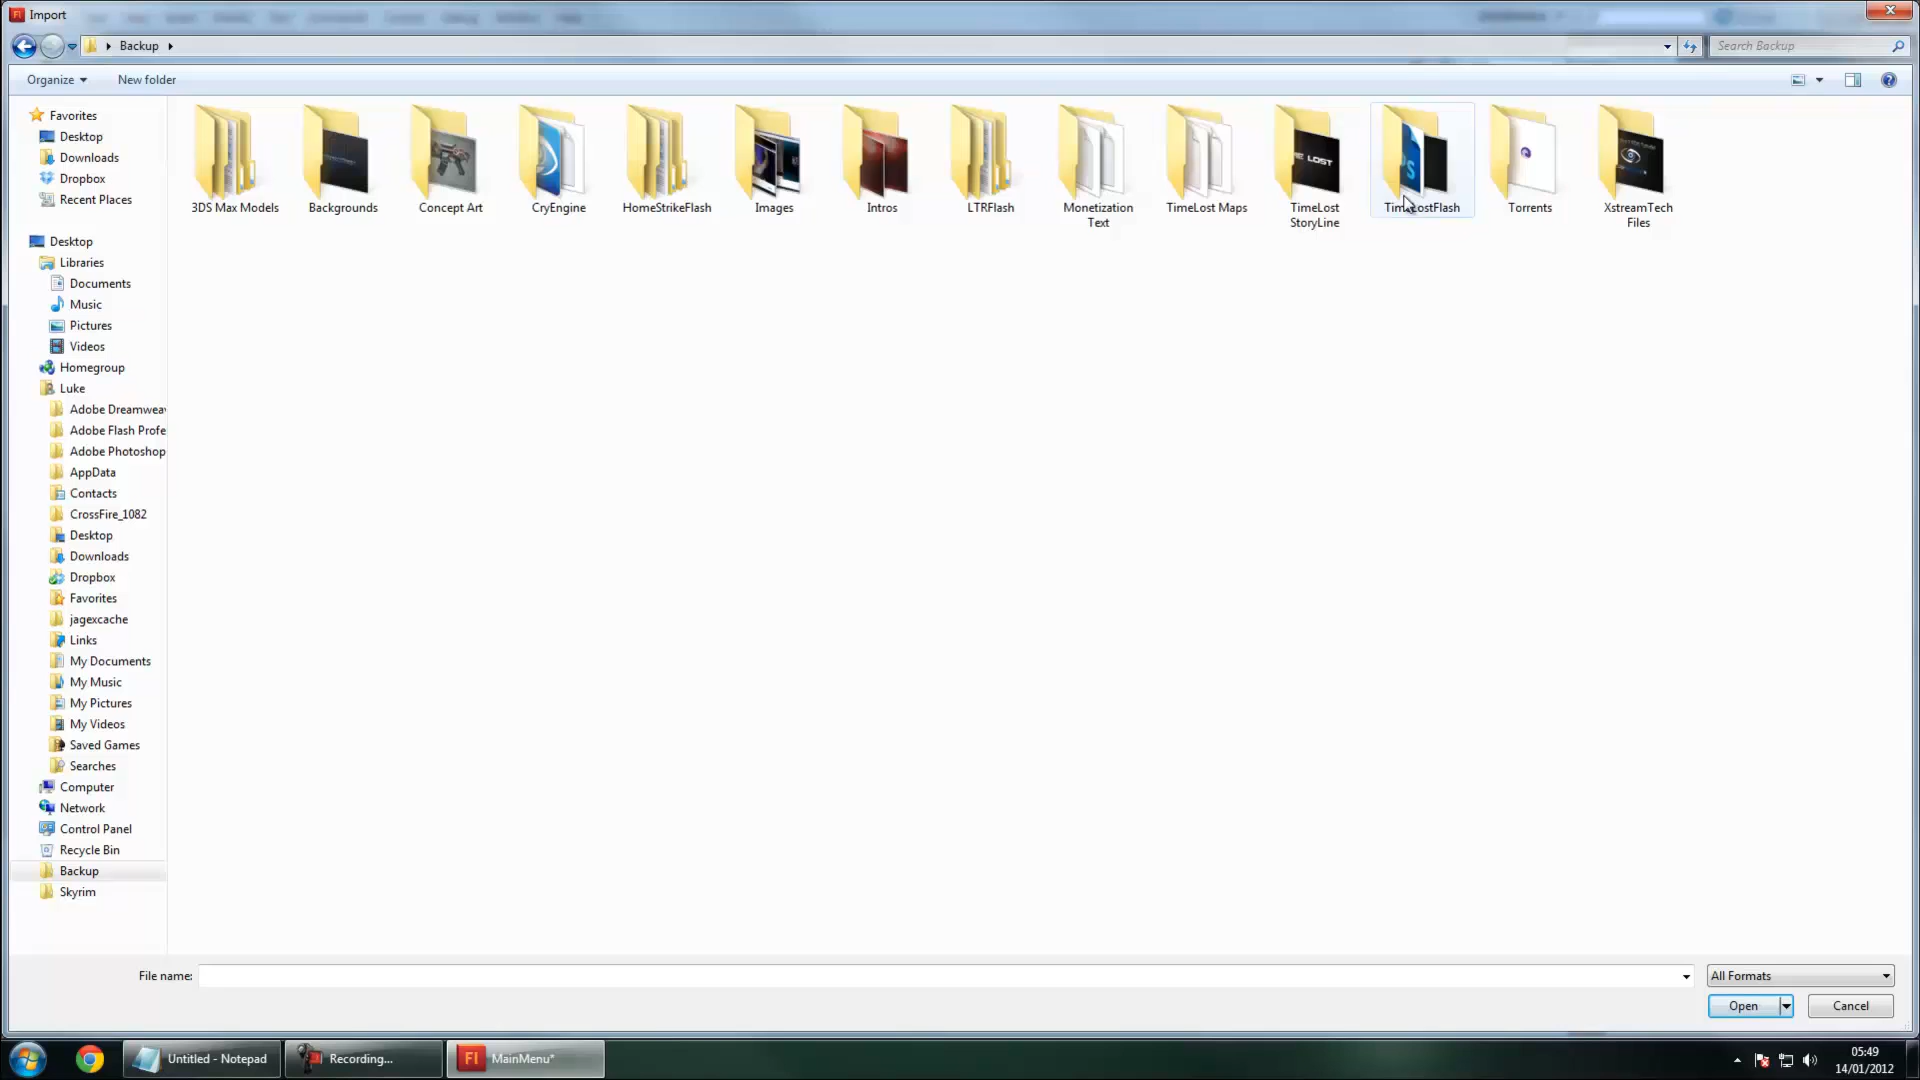 Import
Backup
Search Backup
Organize
New folder
Favorites
Desktop
Downloads
Dropbox
Recent Places
Desktop
Libraries
Documents
Music
Pictures
Videos
Homegroup
Luke
Adobe Dreamweav
Adobe Flash Profe
Adobe Photoshop
AppData
Contacts
CrossFire_1082
Desktop
Downloads
Dropbox
Favorites
jagexcache
Links
My Documents
My Music
My Pictures
My Videos
Saved Games
Searches
Computer
Network
Control Panel
Recycle Bin
Backup
Skyrim
3DS Max Models
Backgrounds
Concept Art
CryEngine
HomeStrikeFlash
Images
Intros
LTRFlash
Monetization
Text
TimeLost Maps
TimeLost
StoryLine
TimeLostFlash
Torrents
XstreamTech
Files
File name:
All Formats
Open
Cancel
Untitled - Notepad
Recording...
Fl
MainMenu*
05:49
14/01/2012